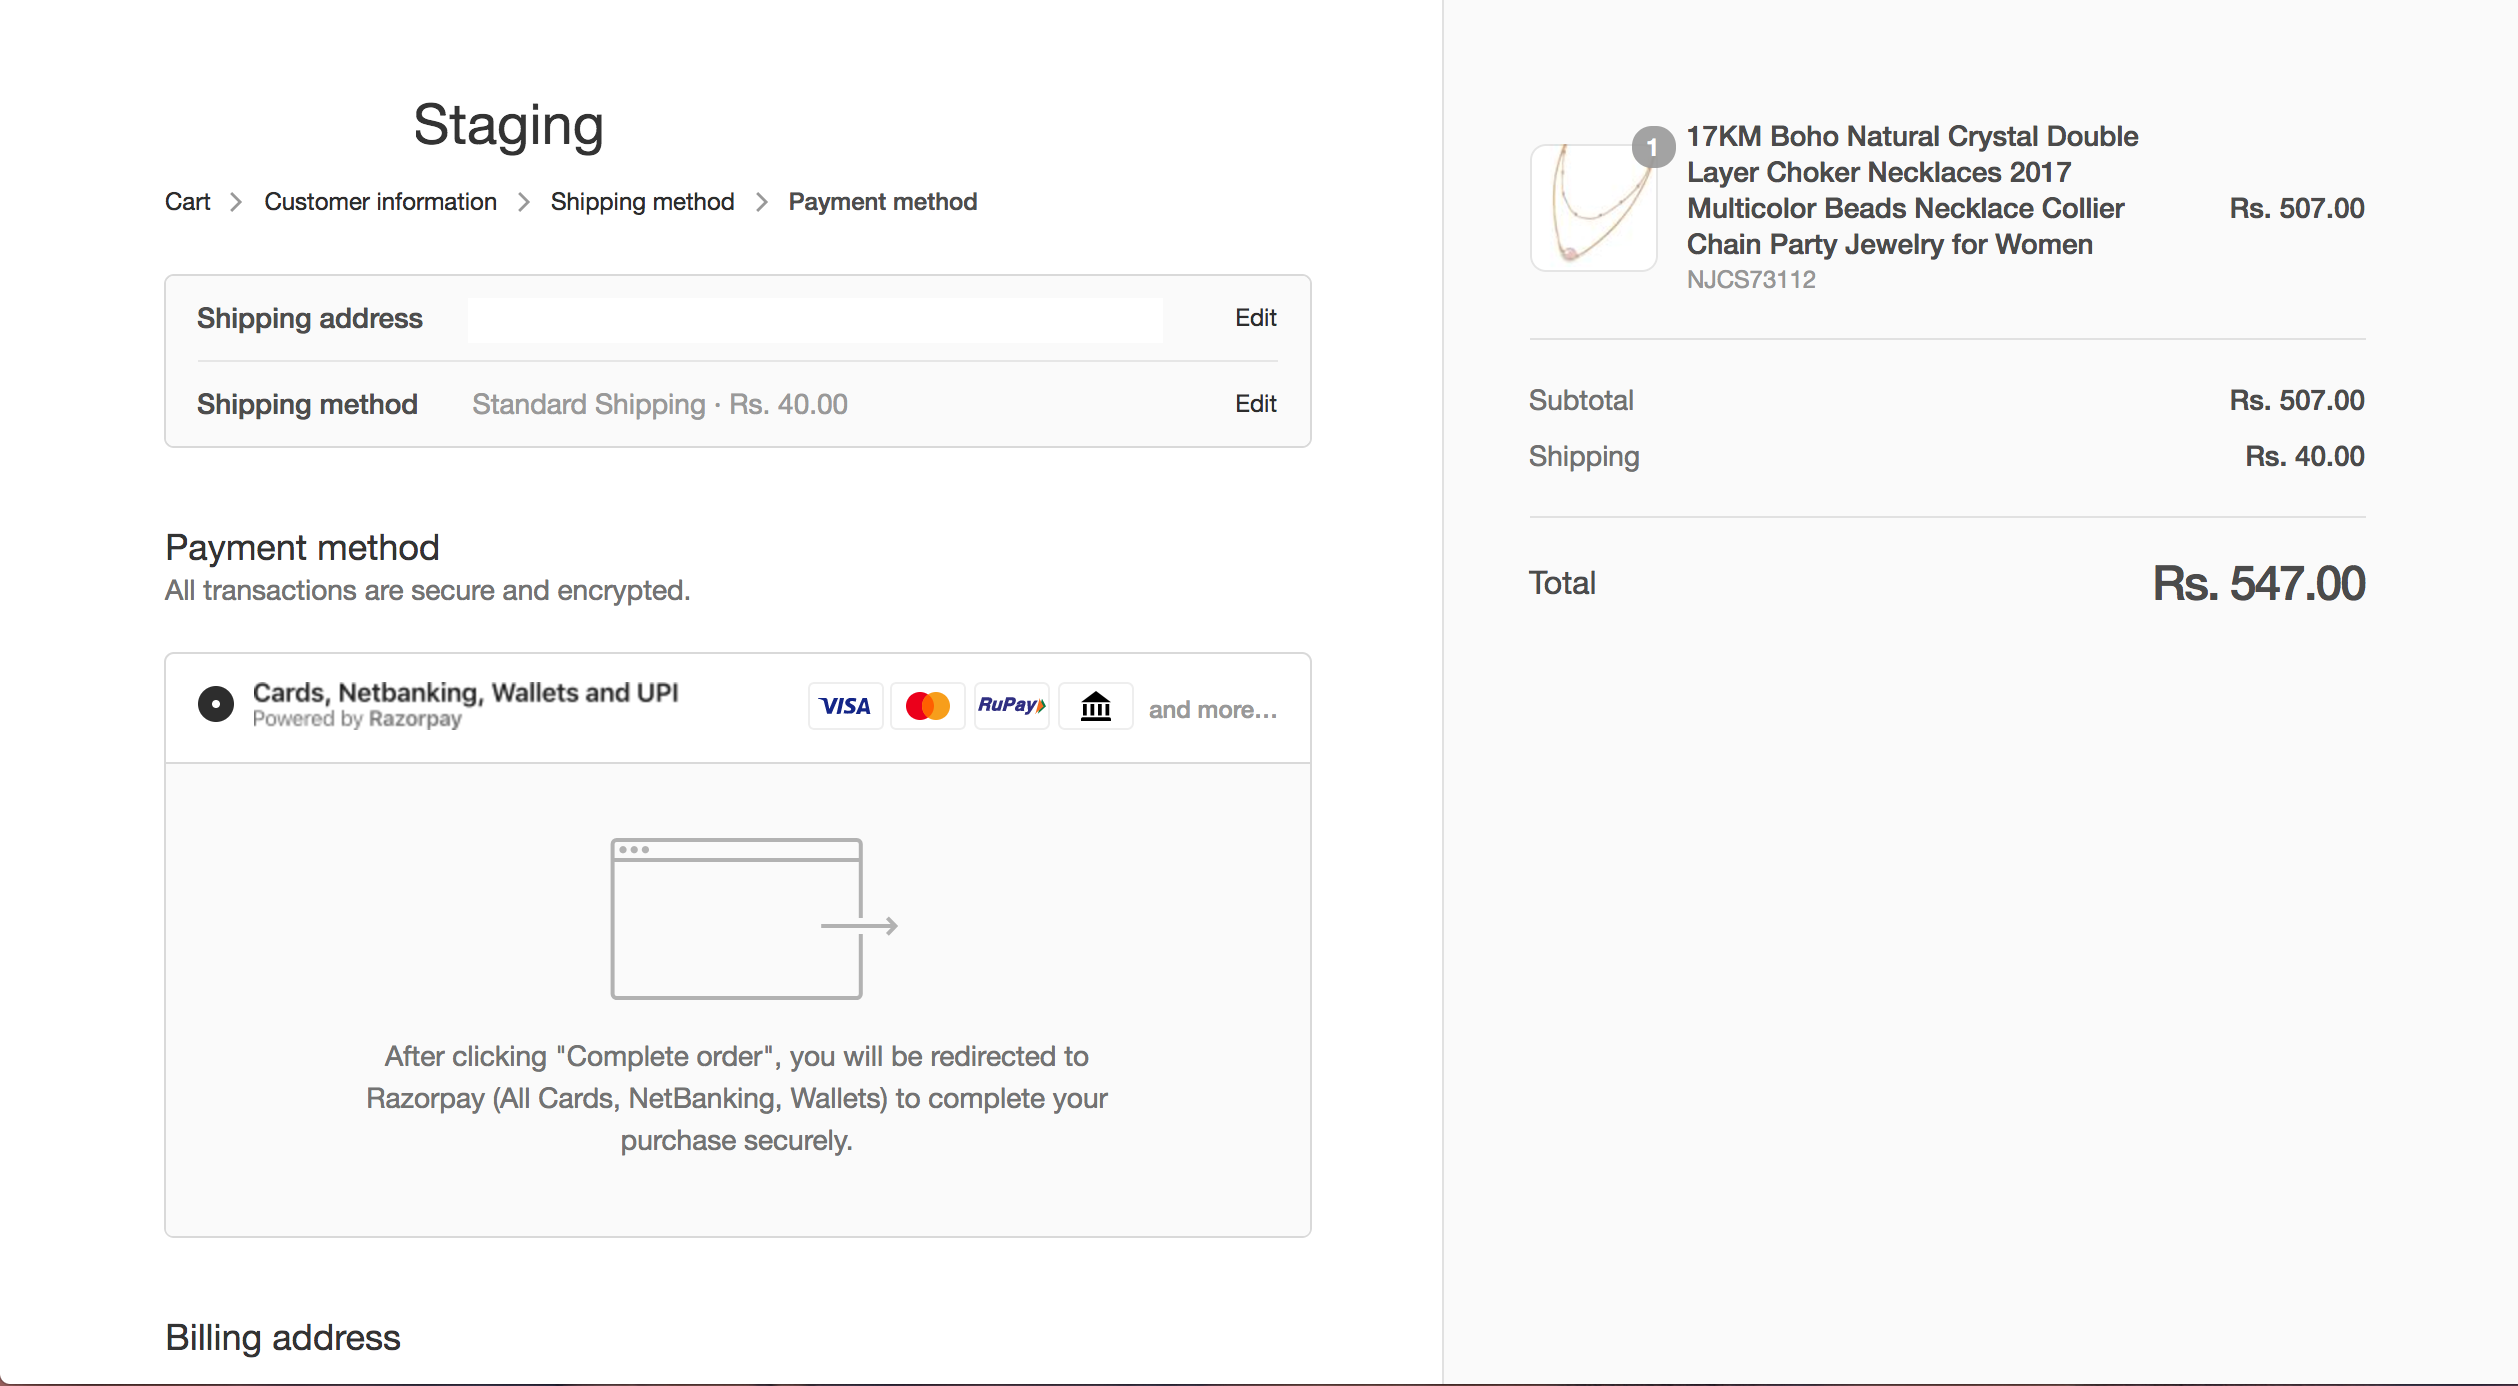 Staging
Cart > Customer information > Shipping method > Payment method
Shipping address Edit
Shipping method Standard Shipping · Rs. 40.00 Edit
Payment method
All transactions are secure and encrypted.
Cards, Netbanking, Wallets and UPI
Powered by Razorpay
VISA RuPay and more...
After clicking "Complete order", you will be redirected to
Razorpay (All Cards, NetBanking, Wallets) to complete your
purchase securely.
Billing address
1
17KM Boho Natural Crystal Double
Layer Choker Necklaces 2017
Multicolor Beads Necklace Collier
Chain Party Jewelry for Women
NJCS73112
Rs. 507.00
Subtotal Rs. 507.00
Shipping Rs. 40.00
Total Rs. 547.00